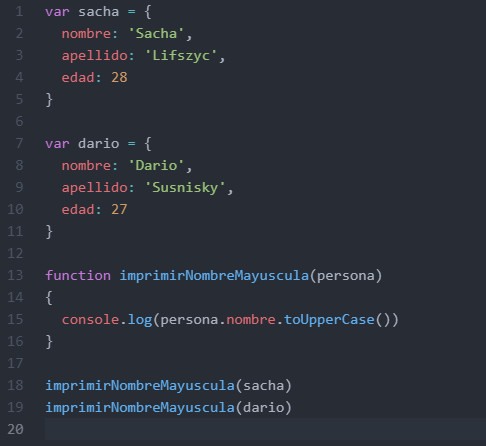 1 var sacha = {
2   nombre: 'Sacha',
3   apellido: 'Lifszyc',
4   edad: 28
5 }
6
7 var dario = {
8   nombre: 'Dario',
9   apellido: 'Susnisky',
10   edad: 27
11 }
12
13 function imprimirNombreMayuscula(persona)
14 {
15   console.log(persona.nombre.toUpperCase())
16 }
17
18 imprimirNombreMayuscula(sacha)
19 imprimirNombreMayuscula(dario)
20